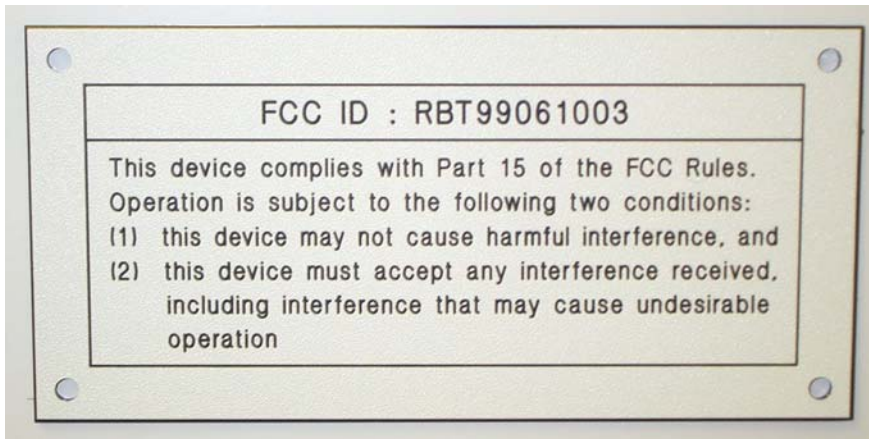 FCC ID : RBT99061003
This device complies with Part 15 of the FCC Rules.
Operation is subject to the following two conditions:
(1) this device may not cause harmful interference, and
(2) this device must accept any interference received,
including interference that may cause undesirable
operation